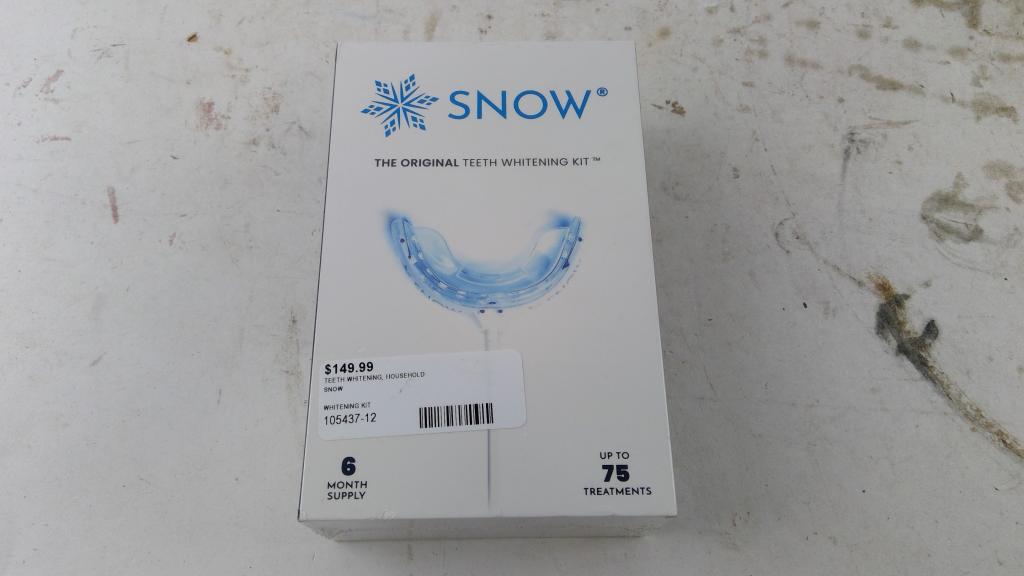 SNOW®
THE ORIGINAL TEETH WHITENING KIT™
$149.99
TEETH WHITENING, HOUSEHOLD
SNOW
WHITENING KIT
105437-12
6
MONTH
SUPPLY
UP TO
75
TREATMENTS